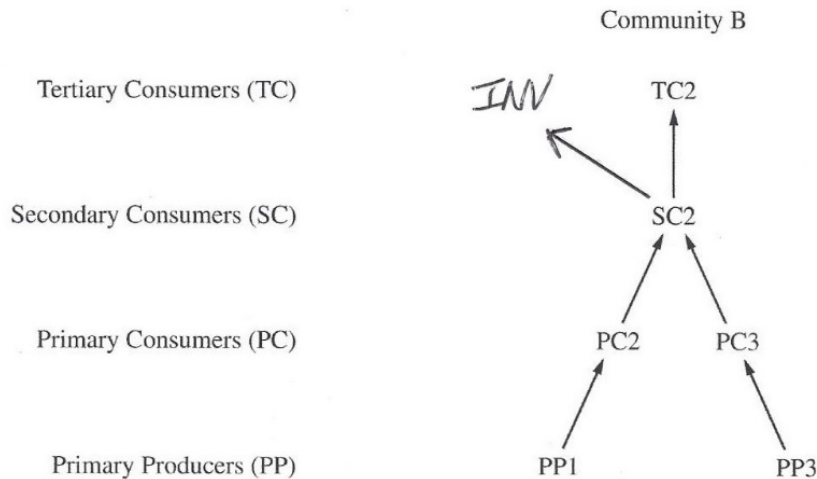 Community B
Tertiary Consumers (TC) INV TC2
Secondary Consumers (SC) SC2
Primary Consumers (PC) PC2 PC3
Primary Producers (PP) PP1 PP3